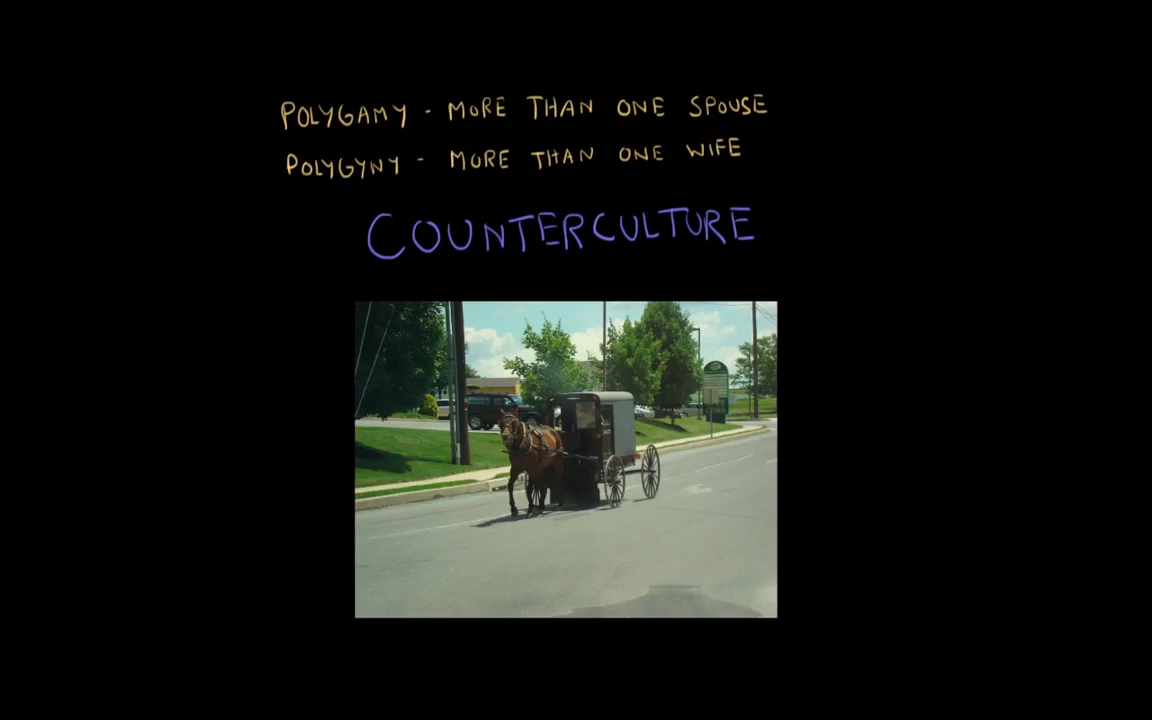 POLYGAMY - MORE THAN ONE SPOUSE
POLYGYNY - MORE THAN ONE WIFE
COUNTERCULTURE